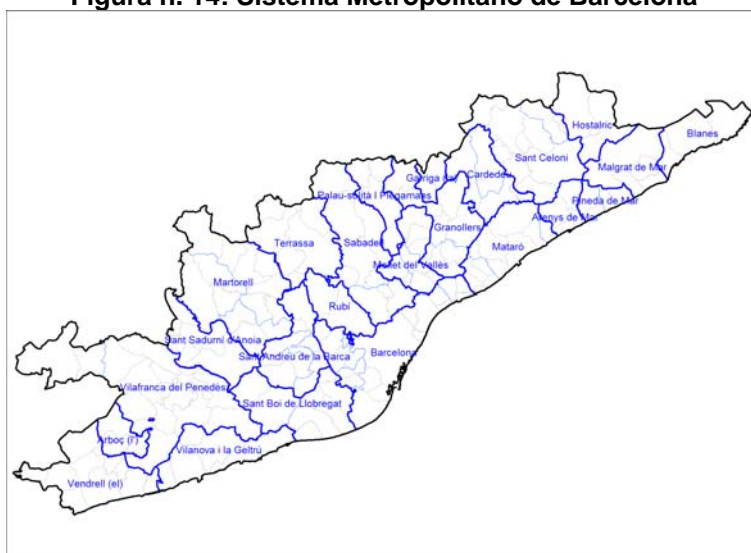 Figura n. 14. Sistema Metropolitano de Barcelona
Hostalric
Blanes
Sant Celoni
Malgrat de Mar
Garriga (la)
Cardedeu
Palau-solità i Plegamans
Pineda de Mar
Arenys de Mar
Granollers
Terrassa
Sabadell
Mataró
Mollet del Vallès
Martorell
Rubí
Sant Sadurní d'Anoia
Sant Andreu de la Barca
Barcelona
Vilafranca del Penedès
Sant Boi de Llobregat
Arboç (l')
Vilanova i la Geltrú
Vendrell (el)